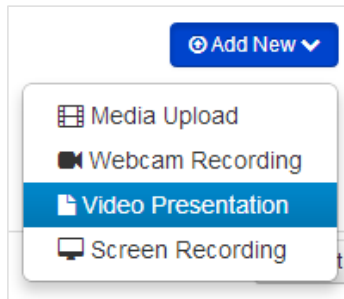 Add New
Media Upload
Webcam Recording
Video Presentation
Screen Recording